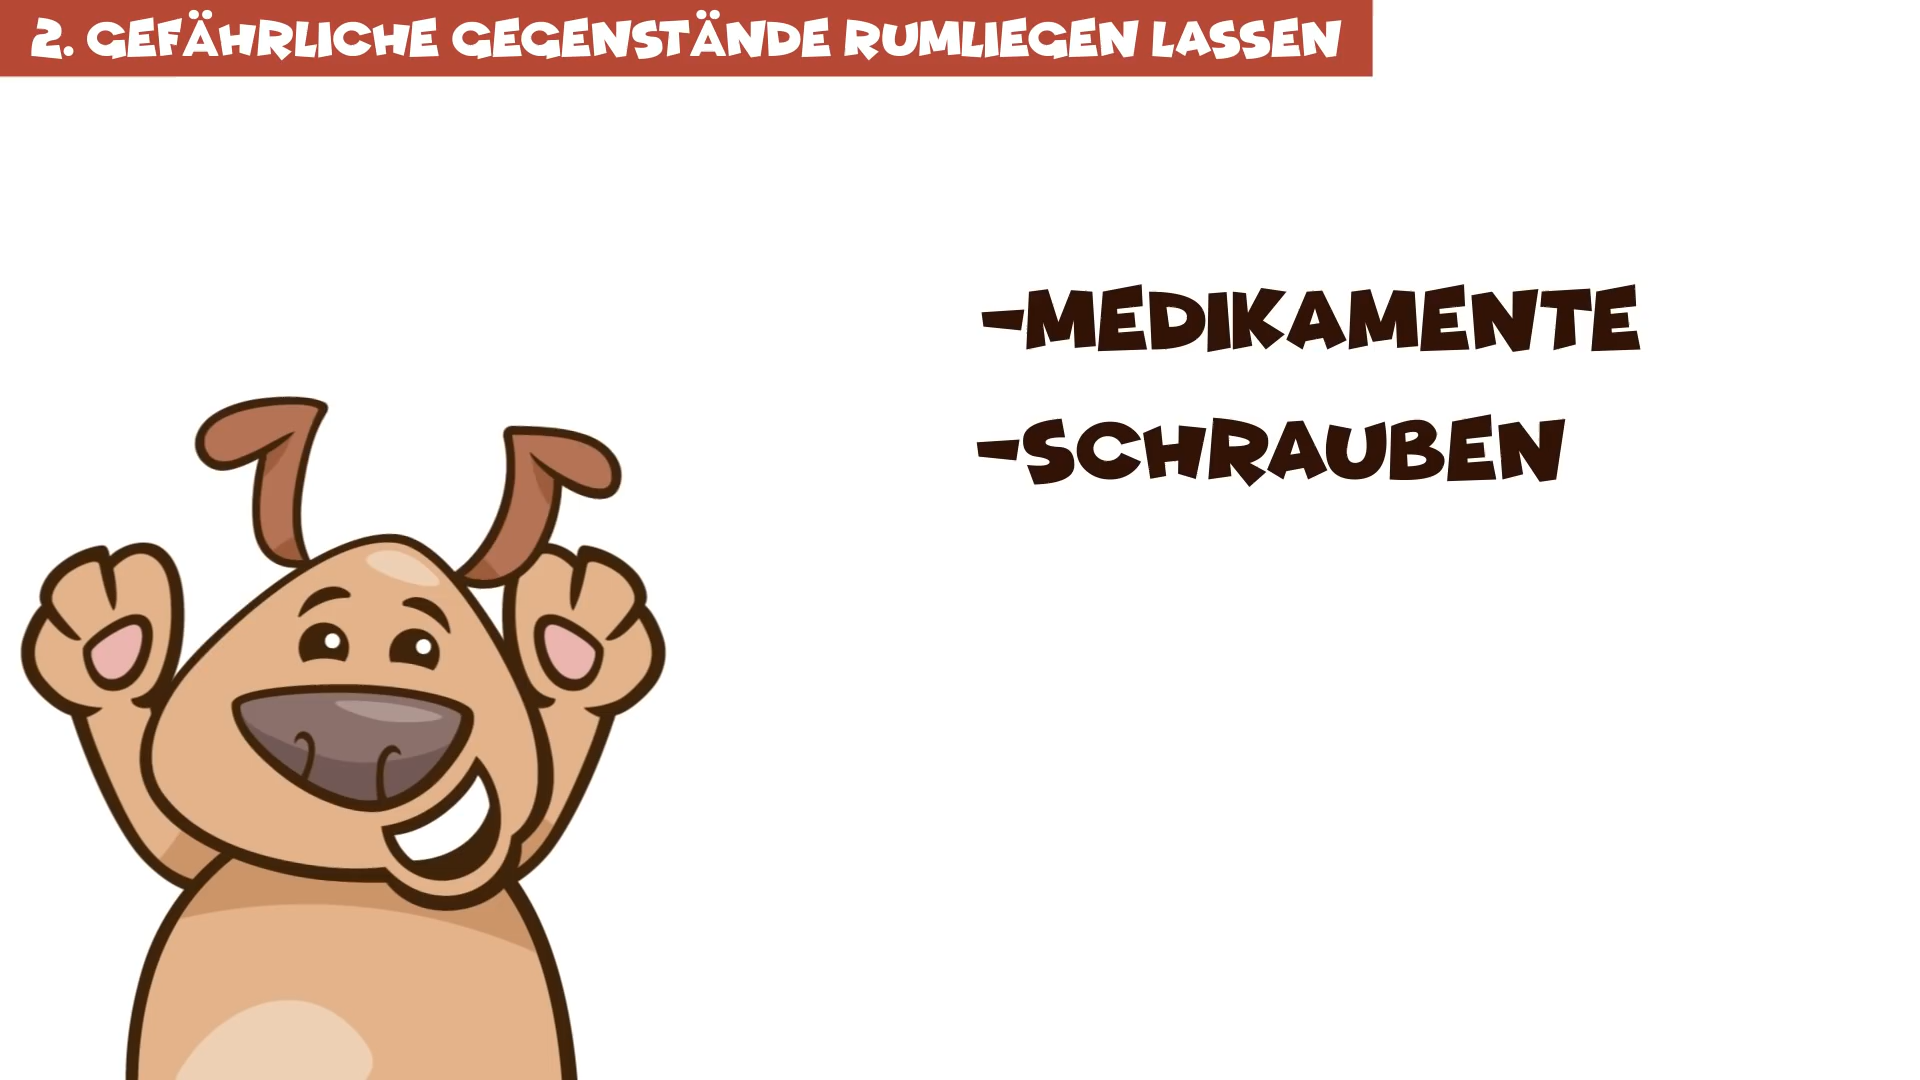 2. GEFÄHRLICHE GEGENSTÄNDE RUMLIEGEN LASSEN
-MEDIKAMENTE
-SCHRAUBEN